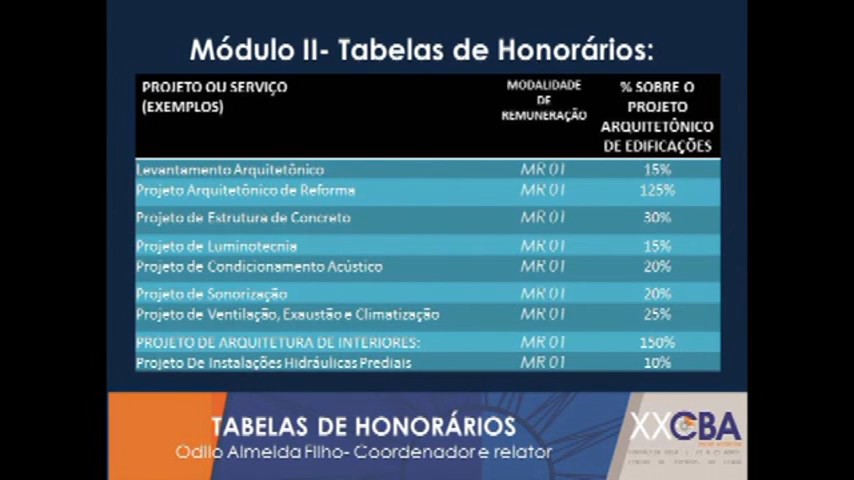 Módulo II- Tabelas de Honorários:
PROJETO OU SERVIÇO (EXEMPLOS) MODALIDADE DE REMUNERAÇÃO % SOBRE O PROJETO ARQUITETÔNICO DE EDIFICAÇÕES
Levantamento Arquitetônico MR 01 15%
Projeto Arquitetônico de Reforma MR 01 125%
Projeto de Estrutura de Concreto MR 01 30%
Projeto de Luminotecnia MR 01 15%
Projeto de Condicionamento Acústico MR 01 20%
Projeto de Sonorização MR 01 20%
Projeto de Ventilação, Exaustão e Climatização MR 01 25%
PROJETO DE ARQUITETURA DE INTERIORES: MR 01 150%
Projeto De Instalações Hidráulicas Prediais MR 01 10%
TABELAS DE HONORÁRIOS
Odilo Almeida Filho- Coordenador e relator
XXCBA